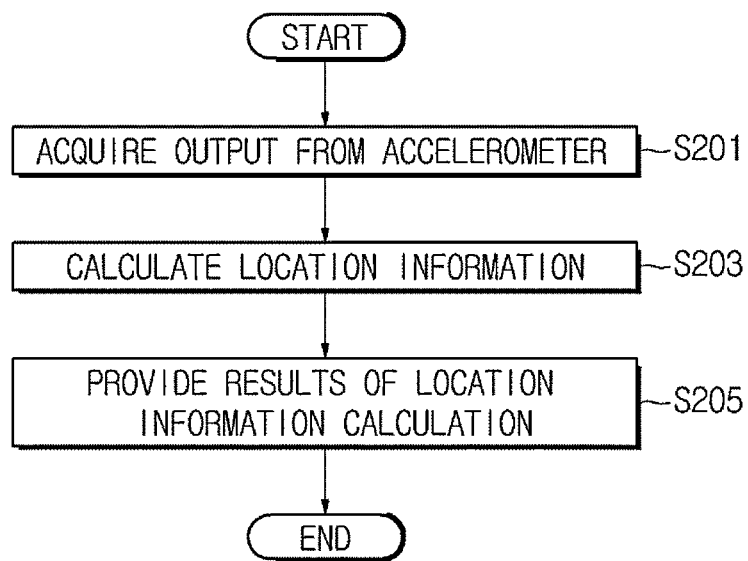 START
ACQUIRE OUTPUT FROM ACCELEROMETER
S201
CALCULATE LOCATION INFORMATION
S203
PROVIDE RESULTS OF LOCATION
INFORMATION CALCULATION
S205
END